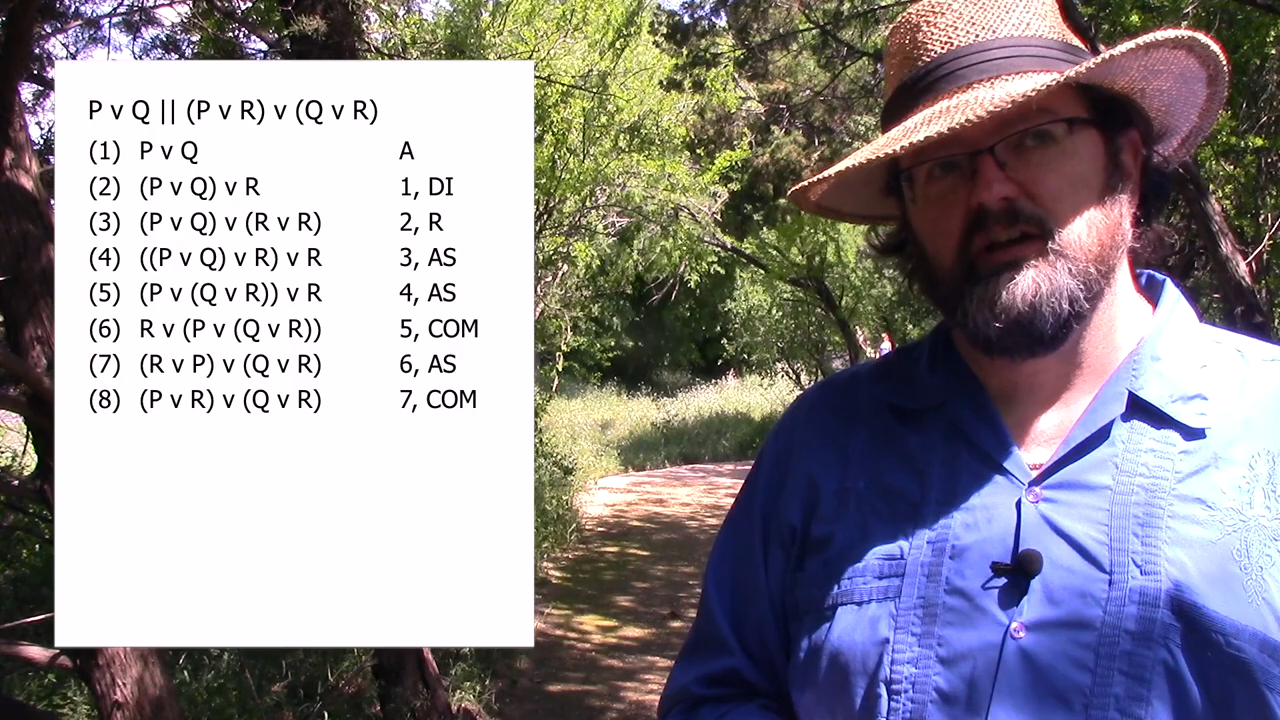 P v Q || (P v R) v (Q v R)
(1) P v Q A
(2) (P v Q) v R 1, DI
(3) (P v Q) v (R v R) 2, R
(4) ((P v Q) v R) v R 3, AS
(5) (P v (Q v R)) v R 4, AS
(6) R v (P v (Q v R)) 5, COM
(7) (R v P) v (Q v R) 6, AS
(8) (P v R) v (Q v R) 7, COM